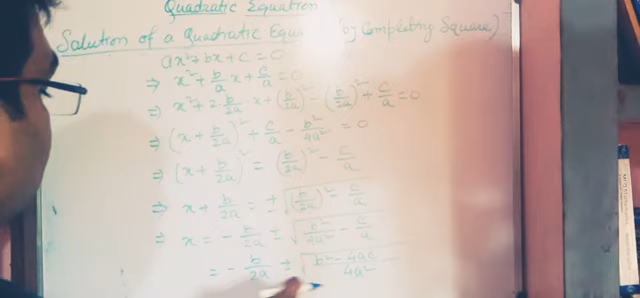 Quadratic Equation
Solution of a Quadratic (by Completing Square)
ax²+bx+c=0
⇒ x²+b/a x+c/a=0
⇒ x²+2·b/2a·x+(b/2a)²-(b/2a)²+c/a=0
⇒ (x+b/2a)²+c/a-b²/4a²=0
⇒ (x+b/2a)²=(b/2a)²-c/a
⇒ x+b/2a=±√((b/2a)²-c/a)
⇒ x=-b/2a±√(b²/4a²-c/a)
=-b/2a±√((b²-4ac)/4a²)